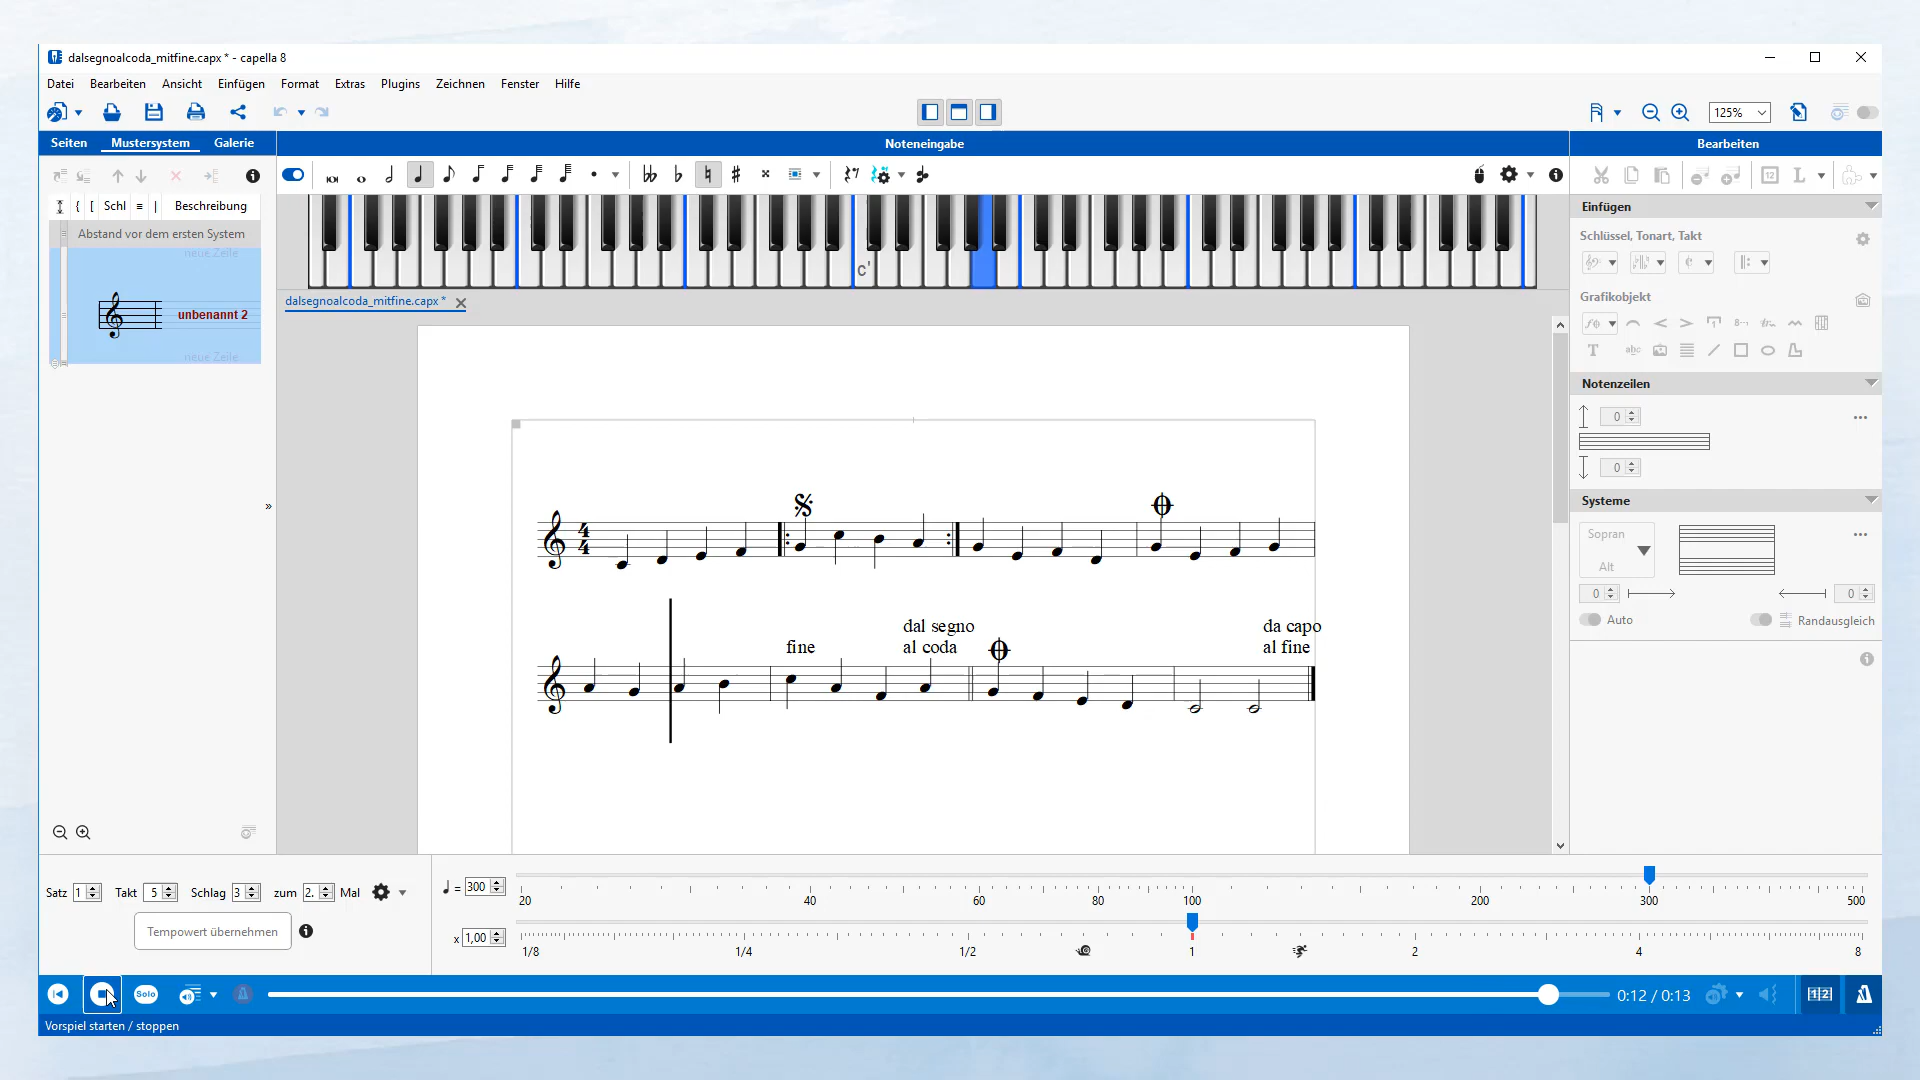 dalsegnoalcoda_mitfine.capx * - capella 8
Datei Bearbeiten Ansicht Einfügen Format Extras Plugins Zeichnen Fenster Hilfe
125%
Seiten Mustersystem Galerie
Noteneingabe
Bearbeiten
{ [ Schl ≡ | Beschreibung
Abstand vor dem ersten System
neue Zeile
unbenannt 2
neue Zeile
c'
dalsegnoalcoda_mitfine.capx *
Einfügen
Schlüssel, Tonart, Takt
Grafikobjekt
T abc
Notenzeilen
0
0
Systeme
Sopran
Alt
0 0
Auto Randausgleich
4
4
fine
dal segno
al coda
da capo
al fine
Satz 1 Takt 5 Schlag 3 zum 2. Mal
Tempowert übernehmen
= 300
20 40 60 80 100 200 300 500
x 1,00
1/8 1/4 1/2 1 2 4 8
Solo
0:12 / 0:13
Vorspiel starten / stoppen